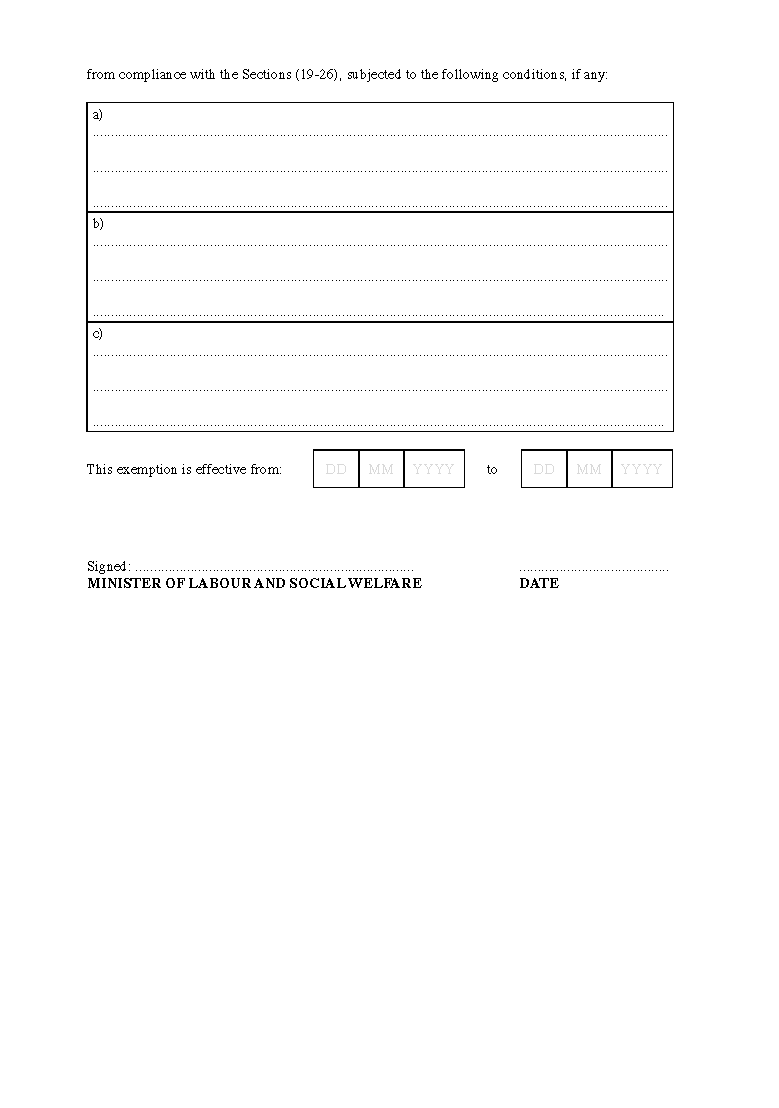 from compliance with the Sections (19-26), subjected to the following conditions, if any:
a)
................................................................................................................................
................................................................................................................................
................................................................................................................................
b)
................................................................................................................................
................................................................................................................................
................................................................................................................................
c)
................................................................................................................................
................................................................................................................................
................................................................................................................................
This exemption is effective from: DD MM YYYY to DD MM YYYY
Signed: .............................................................. .................................
MINISTER OF LABOUR AND SOCIAL WELFARE DATE